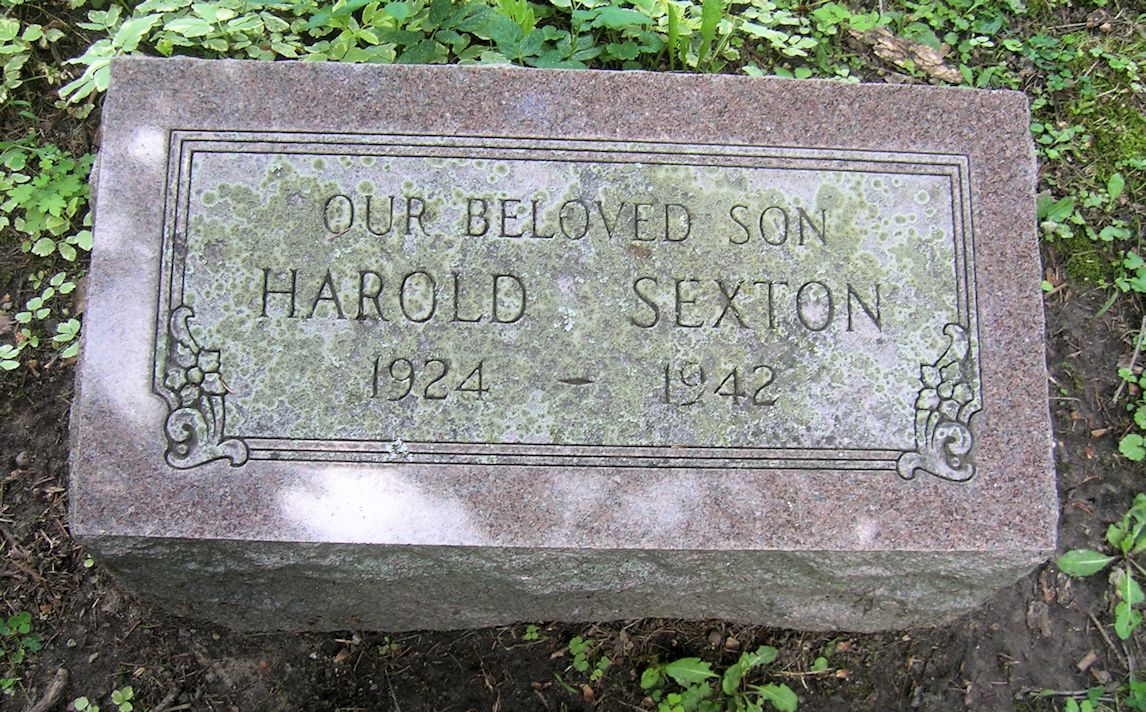 OUR BELOVED SON
HAROLD SEXTON
1924 - 1942